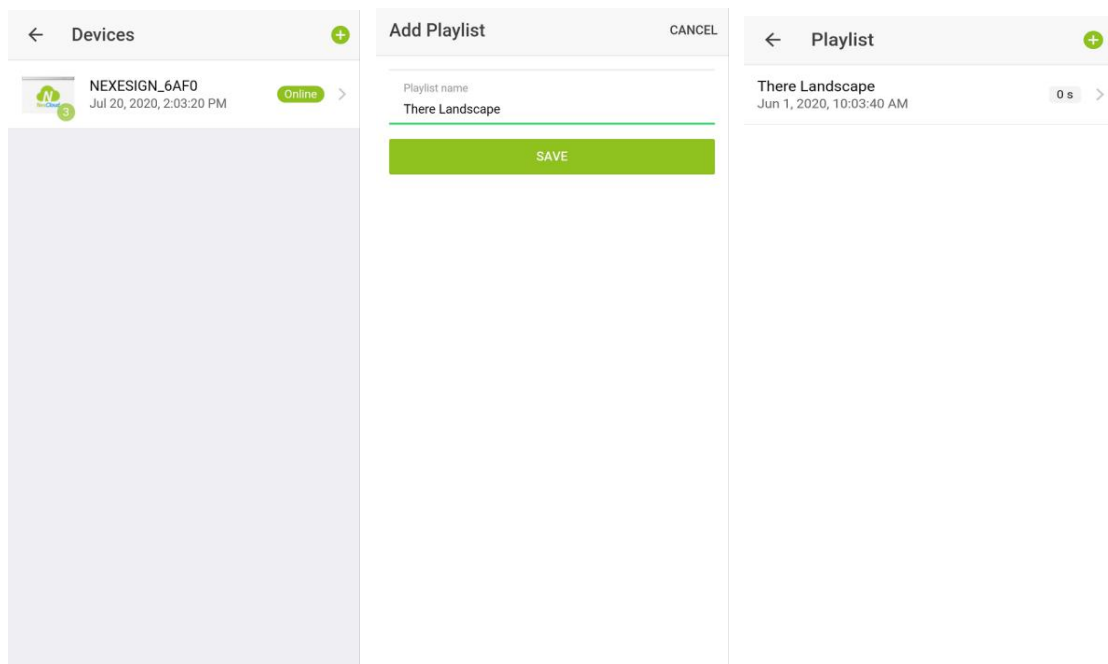 Devices
NEXESIGN_6AF0
Jul 20, 2020, 2:03:20 PM
Online
N
3
Add Playlist
CANCEL
Playlist name
There Landscape
SAVE
Playlist
There Landscape
Jun 1, 2020, 10:03:40 AM
0 s